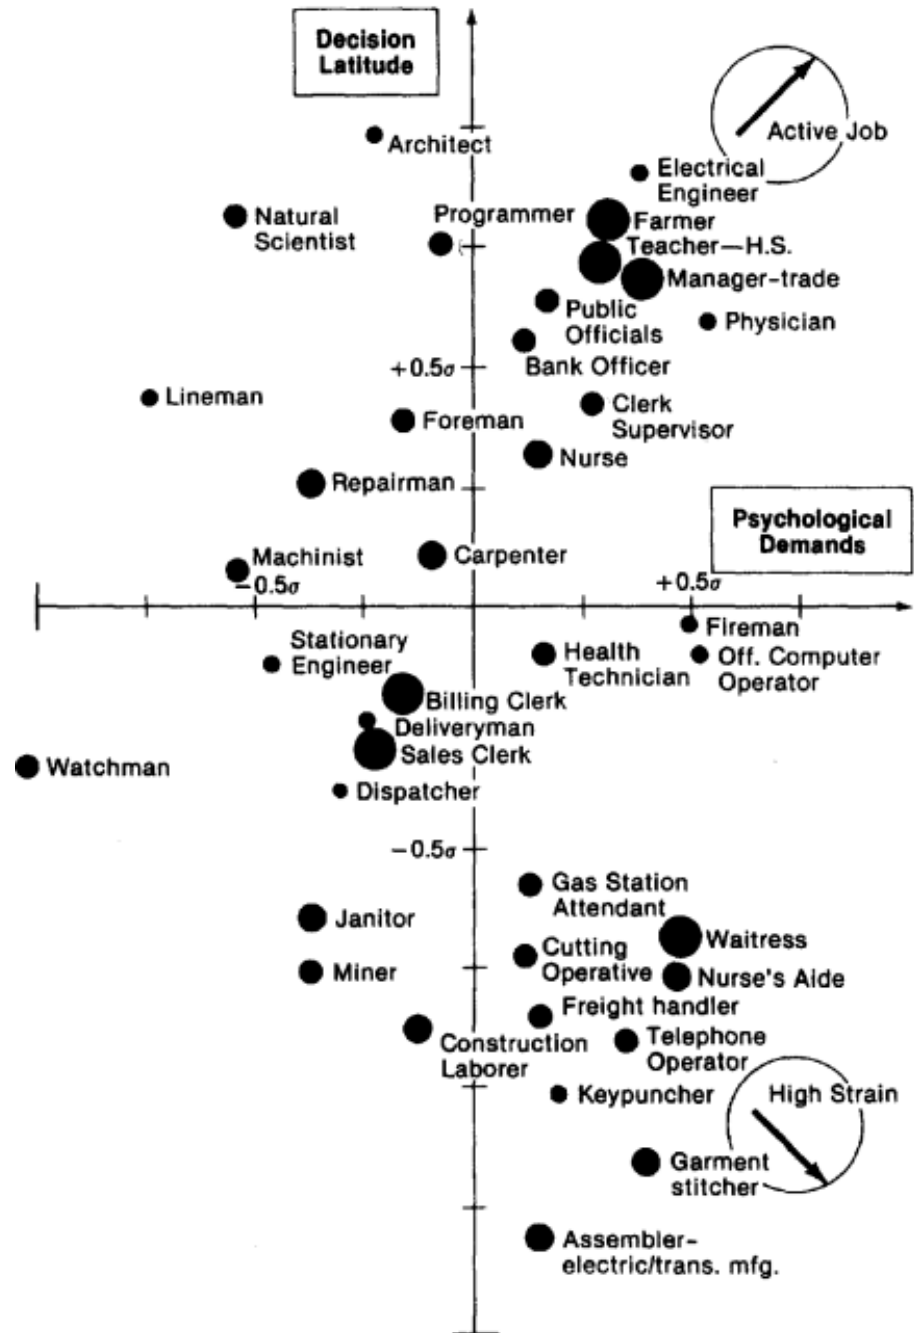 Decision
Latitude
Active Job
Architect
Electrical
Engineer
Natural
Scientist
Programmer
Farmer
Teacher—H.S.
Manager-trade
Public
Officials
Physician
Bank Officer
+0.5σ
Lineman
Clerk
Supervisor
Foreman
Nurse
Repairman
Psychological
Demands
Machinist
Carpenter
-0.5σ
+0.5σ
Fireman
Stationary
Engineer
Health
Technician
Off. Computer
Operator
Billing Clerk
Deliveryman
Sales Clerk
Watchman
Dispatcher
-0.5σ
Gas Station
Attendant
Janitor
Waitress
Cutting
Operative
Miner
Nurse's Aide
Freight handler
Construction
Laborer
Telephone
Operator
Keypuncher
High Strain
Garment
stitcher
Assembler-
electric/trans. mfg.